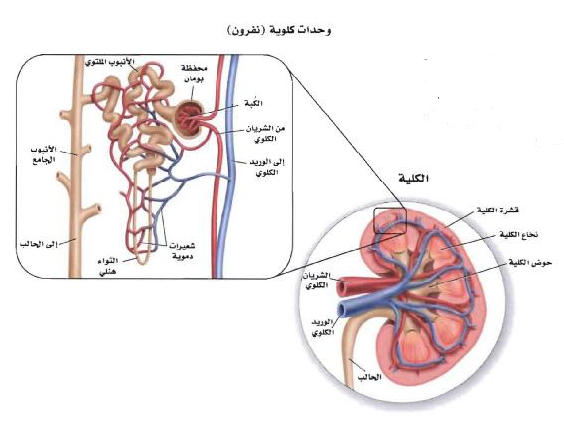 وحدات كلوية (نفرون)
الأنبوب الملتوي
محفظة
بومان
الكبة
من الشريان
الكلوي
إلى الوريد
الكلوي
الأنبوب
الجامع
إلى الحالب
شعيرات
دموية
التواء
هنلي
الكلية
قشرة الكلية
نخاع الكلية
حوض الكلية
الشريان
الكلوي
الوريد
الكلوي
الحالب